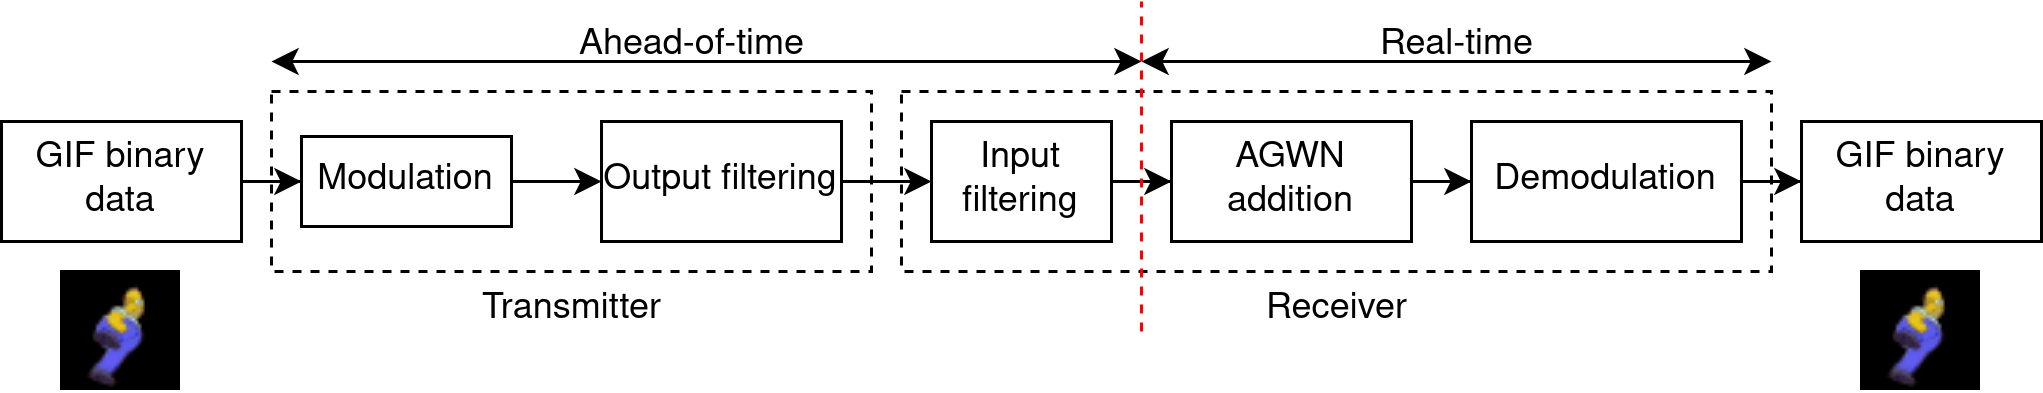 Ahead-of-time
Real-time
GIF binary
data
Modulation
Output filtering
Input
filtering
AGWN
addition
Demodulation
GIF binary
data
Transmitter
Receiver